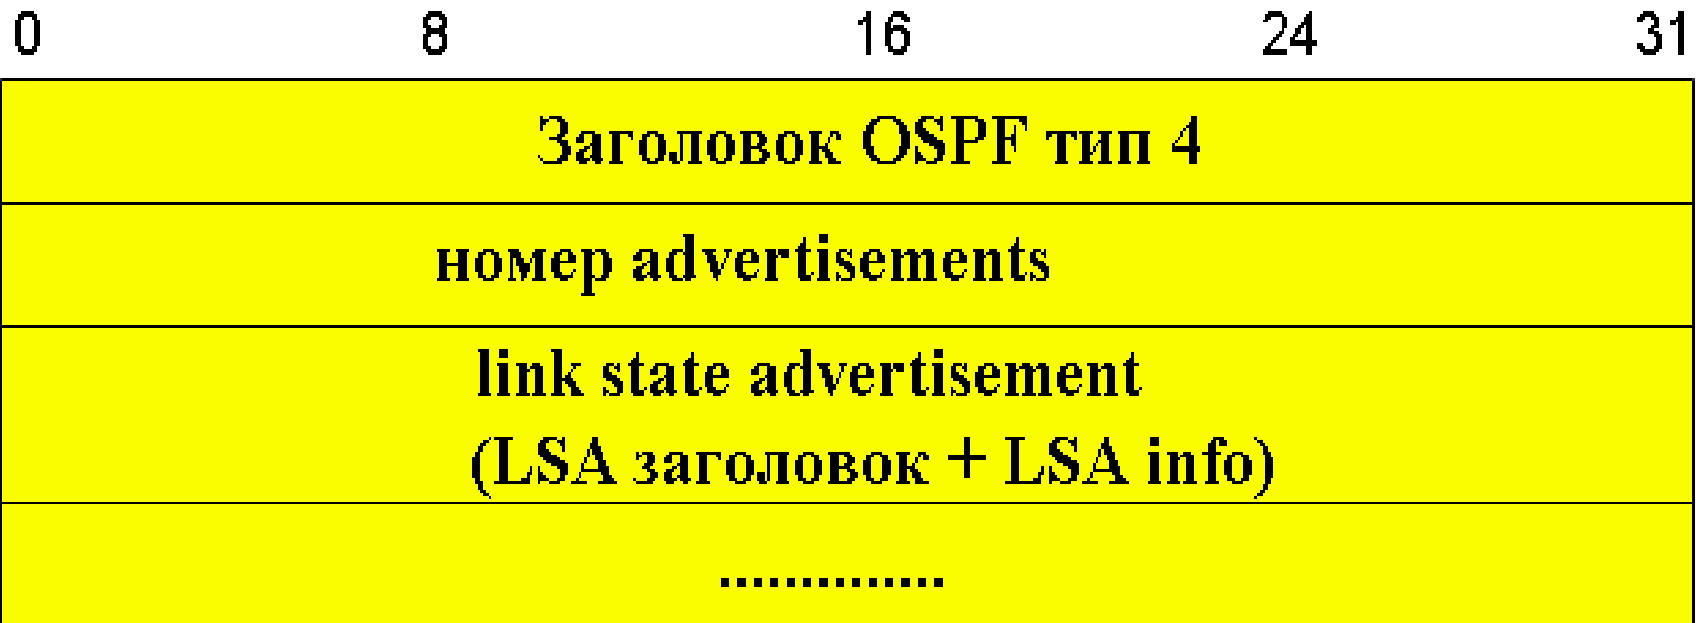 0 8 16 24 31
Заголовок OSPF тип 4
номер advertisements
link state advertisement
(LSA заголовок + LSA info)
..............